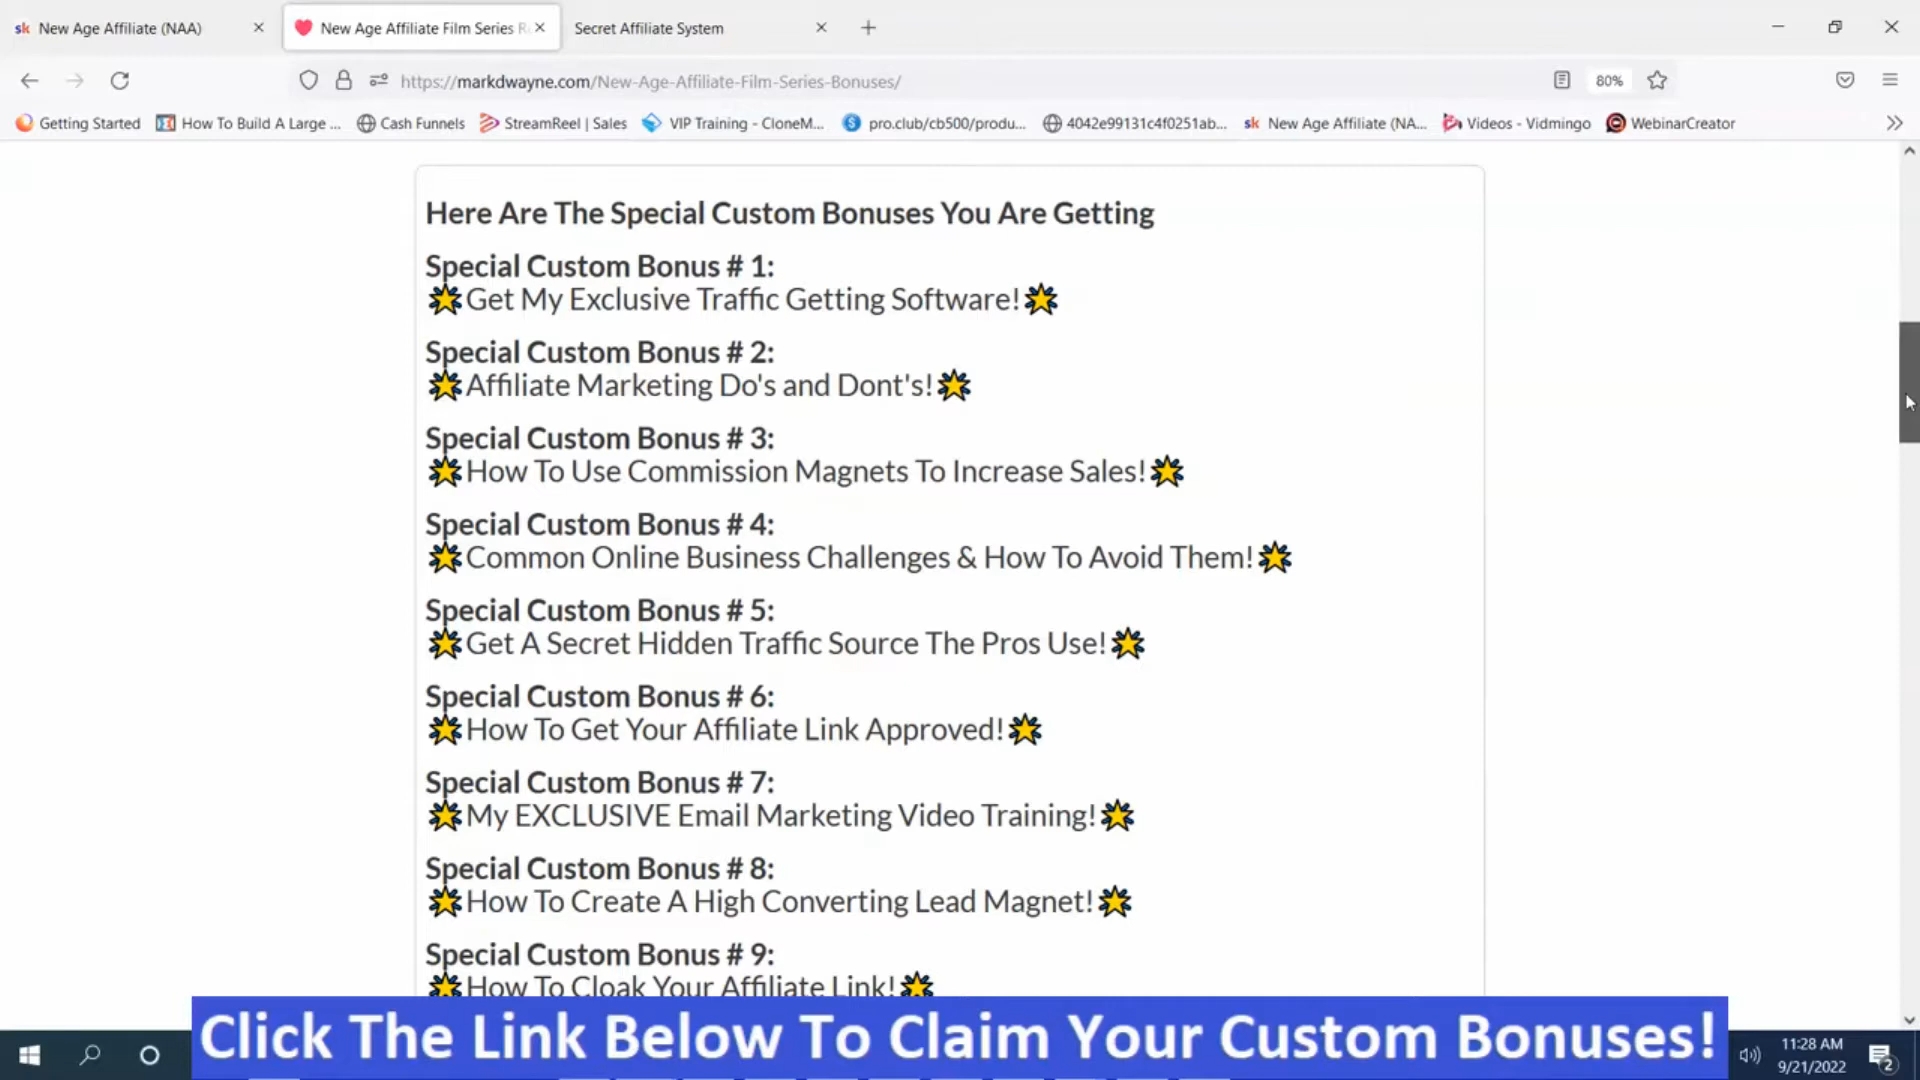 New Age Affiliate (NAA)
New Age Affiliate Film Series R
Secret Affiliate System
https://markdwayne.com/New-Age-Affiliate-Film-Series-Bonuses/
80%
Getting Started
How To Build A Large ...
Cash Funnels
StreamReel | Sales
VIP Training - CloneM...
pro.club/cb500/produ...
4042e99131c4f0251ab...
New Age Affiliate (NA...
Videos - Vidmingo
WebinarCreator
Here Are The Special Custom Bonuses You Are Getting
Special Custom Bonus # 1:
Get My Exclusive Traffic Getting Software!
Special Custom Bonus # 2:
Affiliate Marketing Do's and Dont's!
Special Custom Bonus # 3:
How To Use Commission Magnets To Increase Sales!
Special Custom Bonus # 4:
Common Online Business Challenges & How To Avoid Them!
Special Custom Bonus # 5:
Get A Secret Hidden Traffic Source The Pros Use!
Special Custom Bonus # 6:
How To Get Your Affiliate Link Approved!
Special Custom Bonus # 7:
My EXCLUSIVE Email Marketing Video Training!
Special Custom Bonus # 8:
How To Create A High Converting Lead Magnet!
Special Custom Bonus # 9:
How To Cloak Your Affiliate Link!
Click The Link Below To Claim Your Custom Bonuses!
11:28 AM
9/21/2022
2